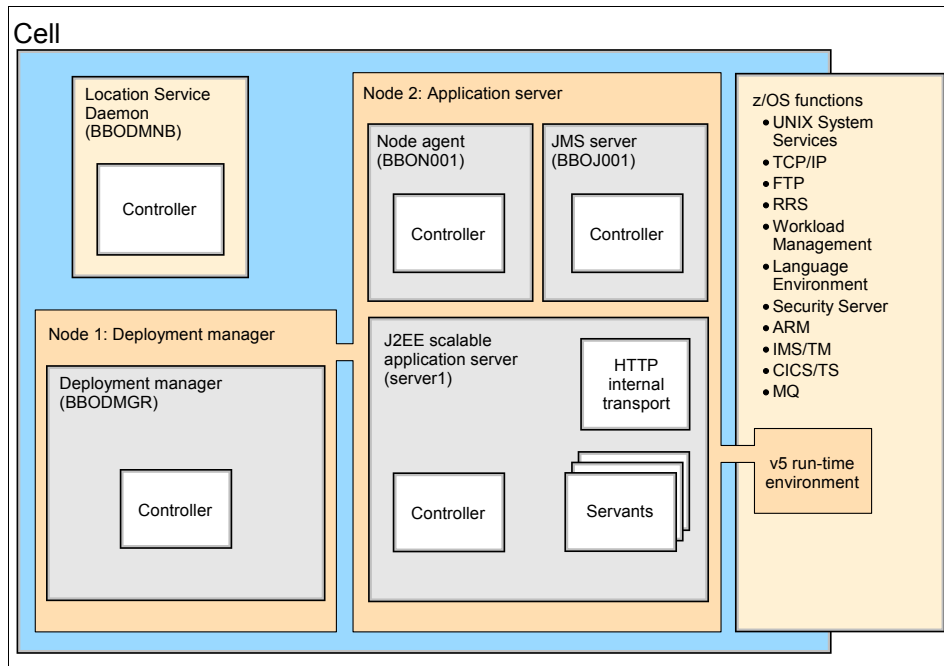 Cell
Location Service
Daemon
(BBODMNB)
Controller
Node 1: Deployment manager
Deployment manager
(BBODMGR)
Controller
Node 2: Application server
Node agent
(BBON001)
Controller
JMS server
(BBOJ001)
Controller
J2EE scalable
application server
(server1)
HTTP
internal
transport
Controller
Servants
z/OS functions
• UNIX System
Services
• TCP/IP
• FTP
• RRS
• Workload
Management
• Language
Environment
• Security Server
• ARM
• IMS/TM
• CICS/TS
• MQ
v5 run-time
environment